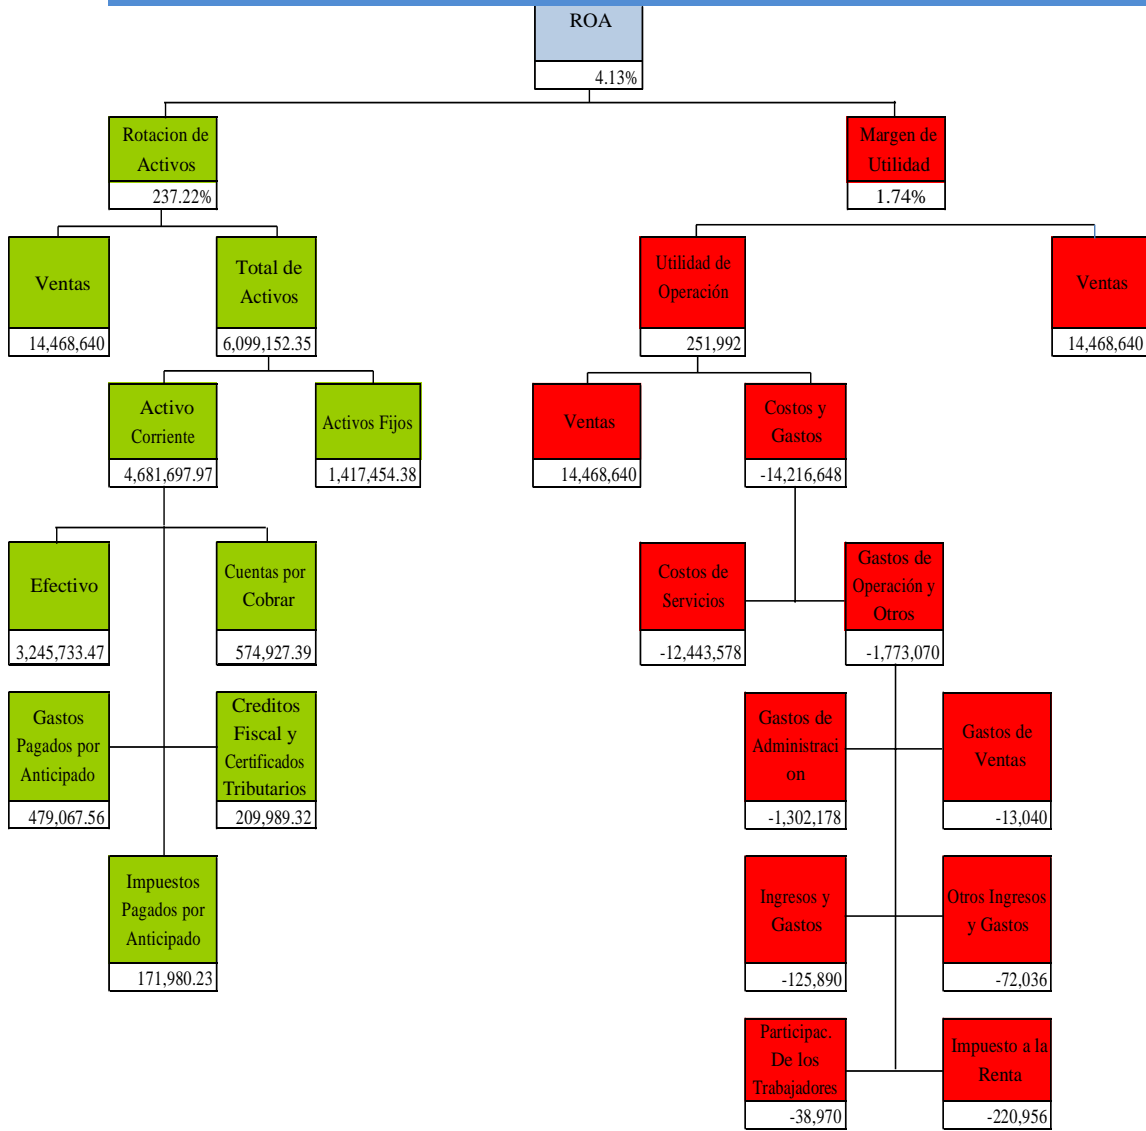 ROA
4.13%
Rotacion de
Activos
237.22%
Margen de
Utilidad
1.74%
Ventas
14,468,640
Total de
Activos
6,099,152.35
Utilidad de
Operación
251,992
Ventas
14,468,640
Activo
Corriente
4,681,697.97
Activos Fijos
1,417,454.38
Ventas
14,468,640
Costos y
Gastos
-14,216,648
Efectivo
3,245,733.47
Cuentas por
Cobrar
574,927.39
Costos de
Servicios
-12,443,578
Gastos de
Operación y
Otros
-1,773,070
Gastos
Pagados por
Anticipado
479,067.56
Creditos
Fiscal y
Certificados
Tributarios
209,989.32
Gastos de
Administraci
on
-1,302,178
Gastos de
Ventas
-13,040
Impuestos
Pagados por
Anticipado
171,980.23
Ingresos y
Gastos
-125,890
Otros Ingresos
y Gastos
-72,036
Participac.
De los
Trabajadores
-38,970
Impuesto a la
Renta
-220,956